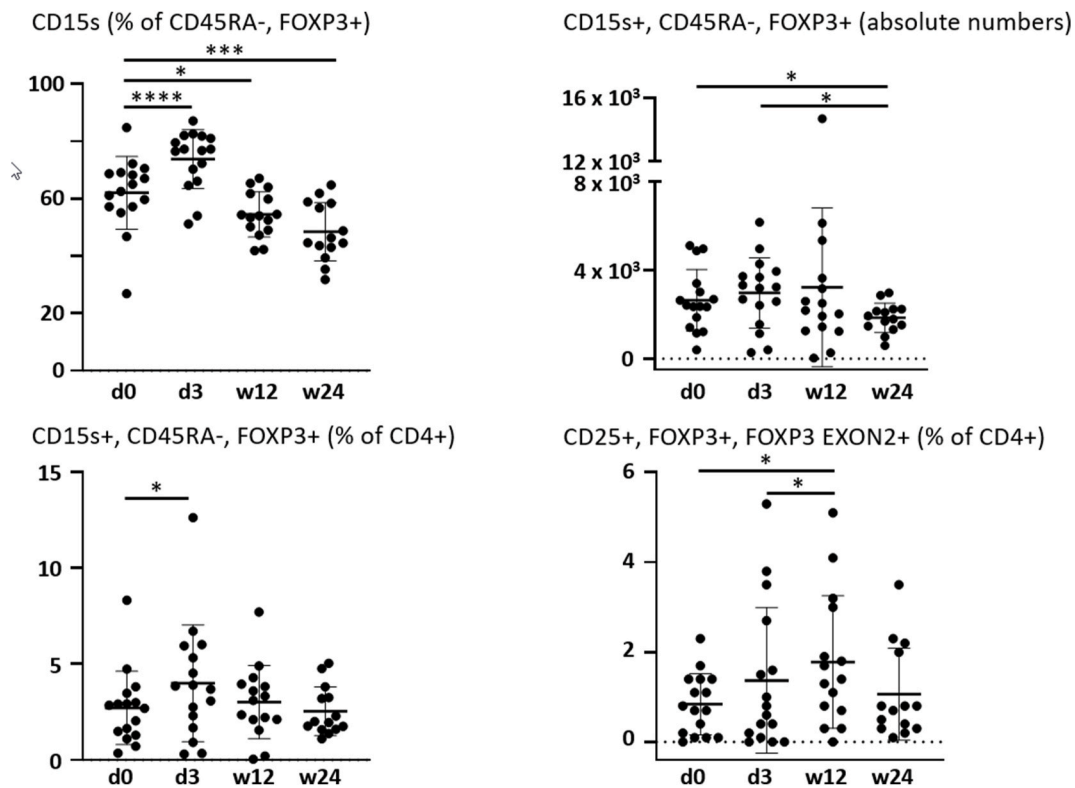 CD15s (% of CD45RA-, FOXP3+)
***
*
****
100
60
20
0
d0 d3 w12 w24
CD15s+, CD45RA-, FOXP3+ (absolute numbers)
*
*
16 x 10³
12 x 10³
8 x 10³
4 x 10³
0
d0 d3 w12 w24
CD15s+, CD45RA-, FOXP3+ (% of CD4+)
*
15
10
5
0
d0 d3 w12 w24
CD25+, FOXP3+, FOXP3 EXON2+ (% of CD4+)
*
*
6
4
2
0
d0 d3 w12 w24